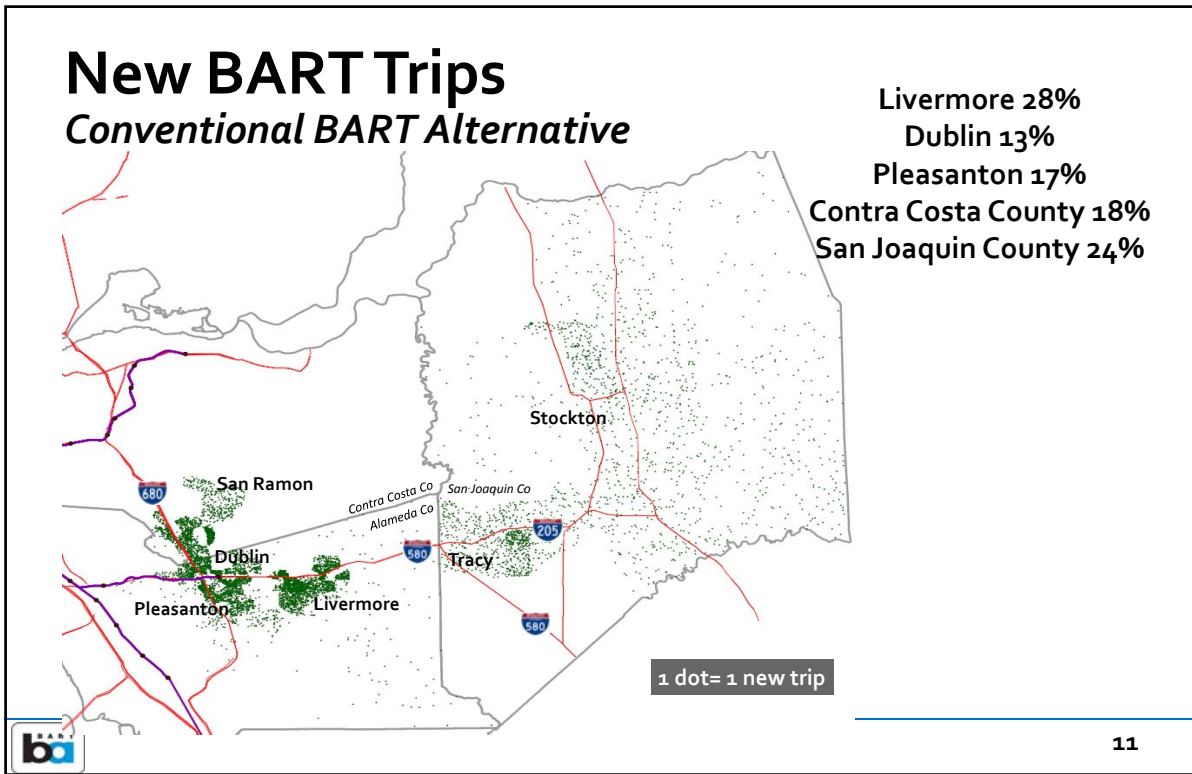 New BART Trips
Conventional BART Alternative
Livermore 28%
Dublin 13%
Pleasanton 17%
Contra Costa County 18%
San Joaquin County 24%
Stockton
San Ramon
680
Contra Costa Co
San Joaquin Co
Alameda Co
205
580
Dublin
Tracy
Pleasanton
Livermore
580
1 dot= 1 new trip
BART
ba
11